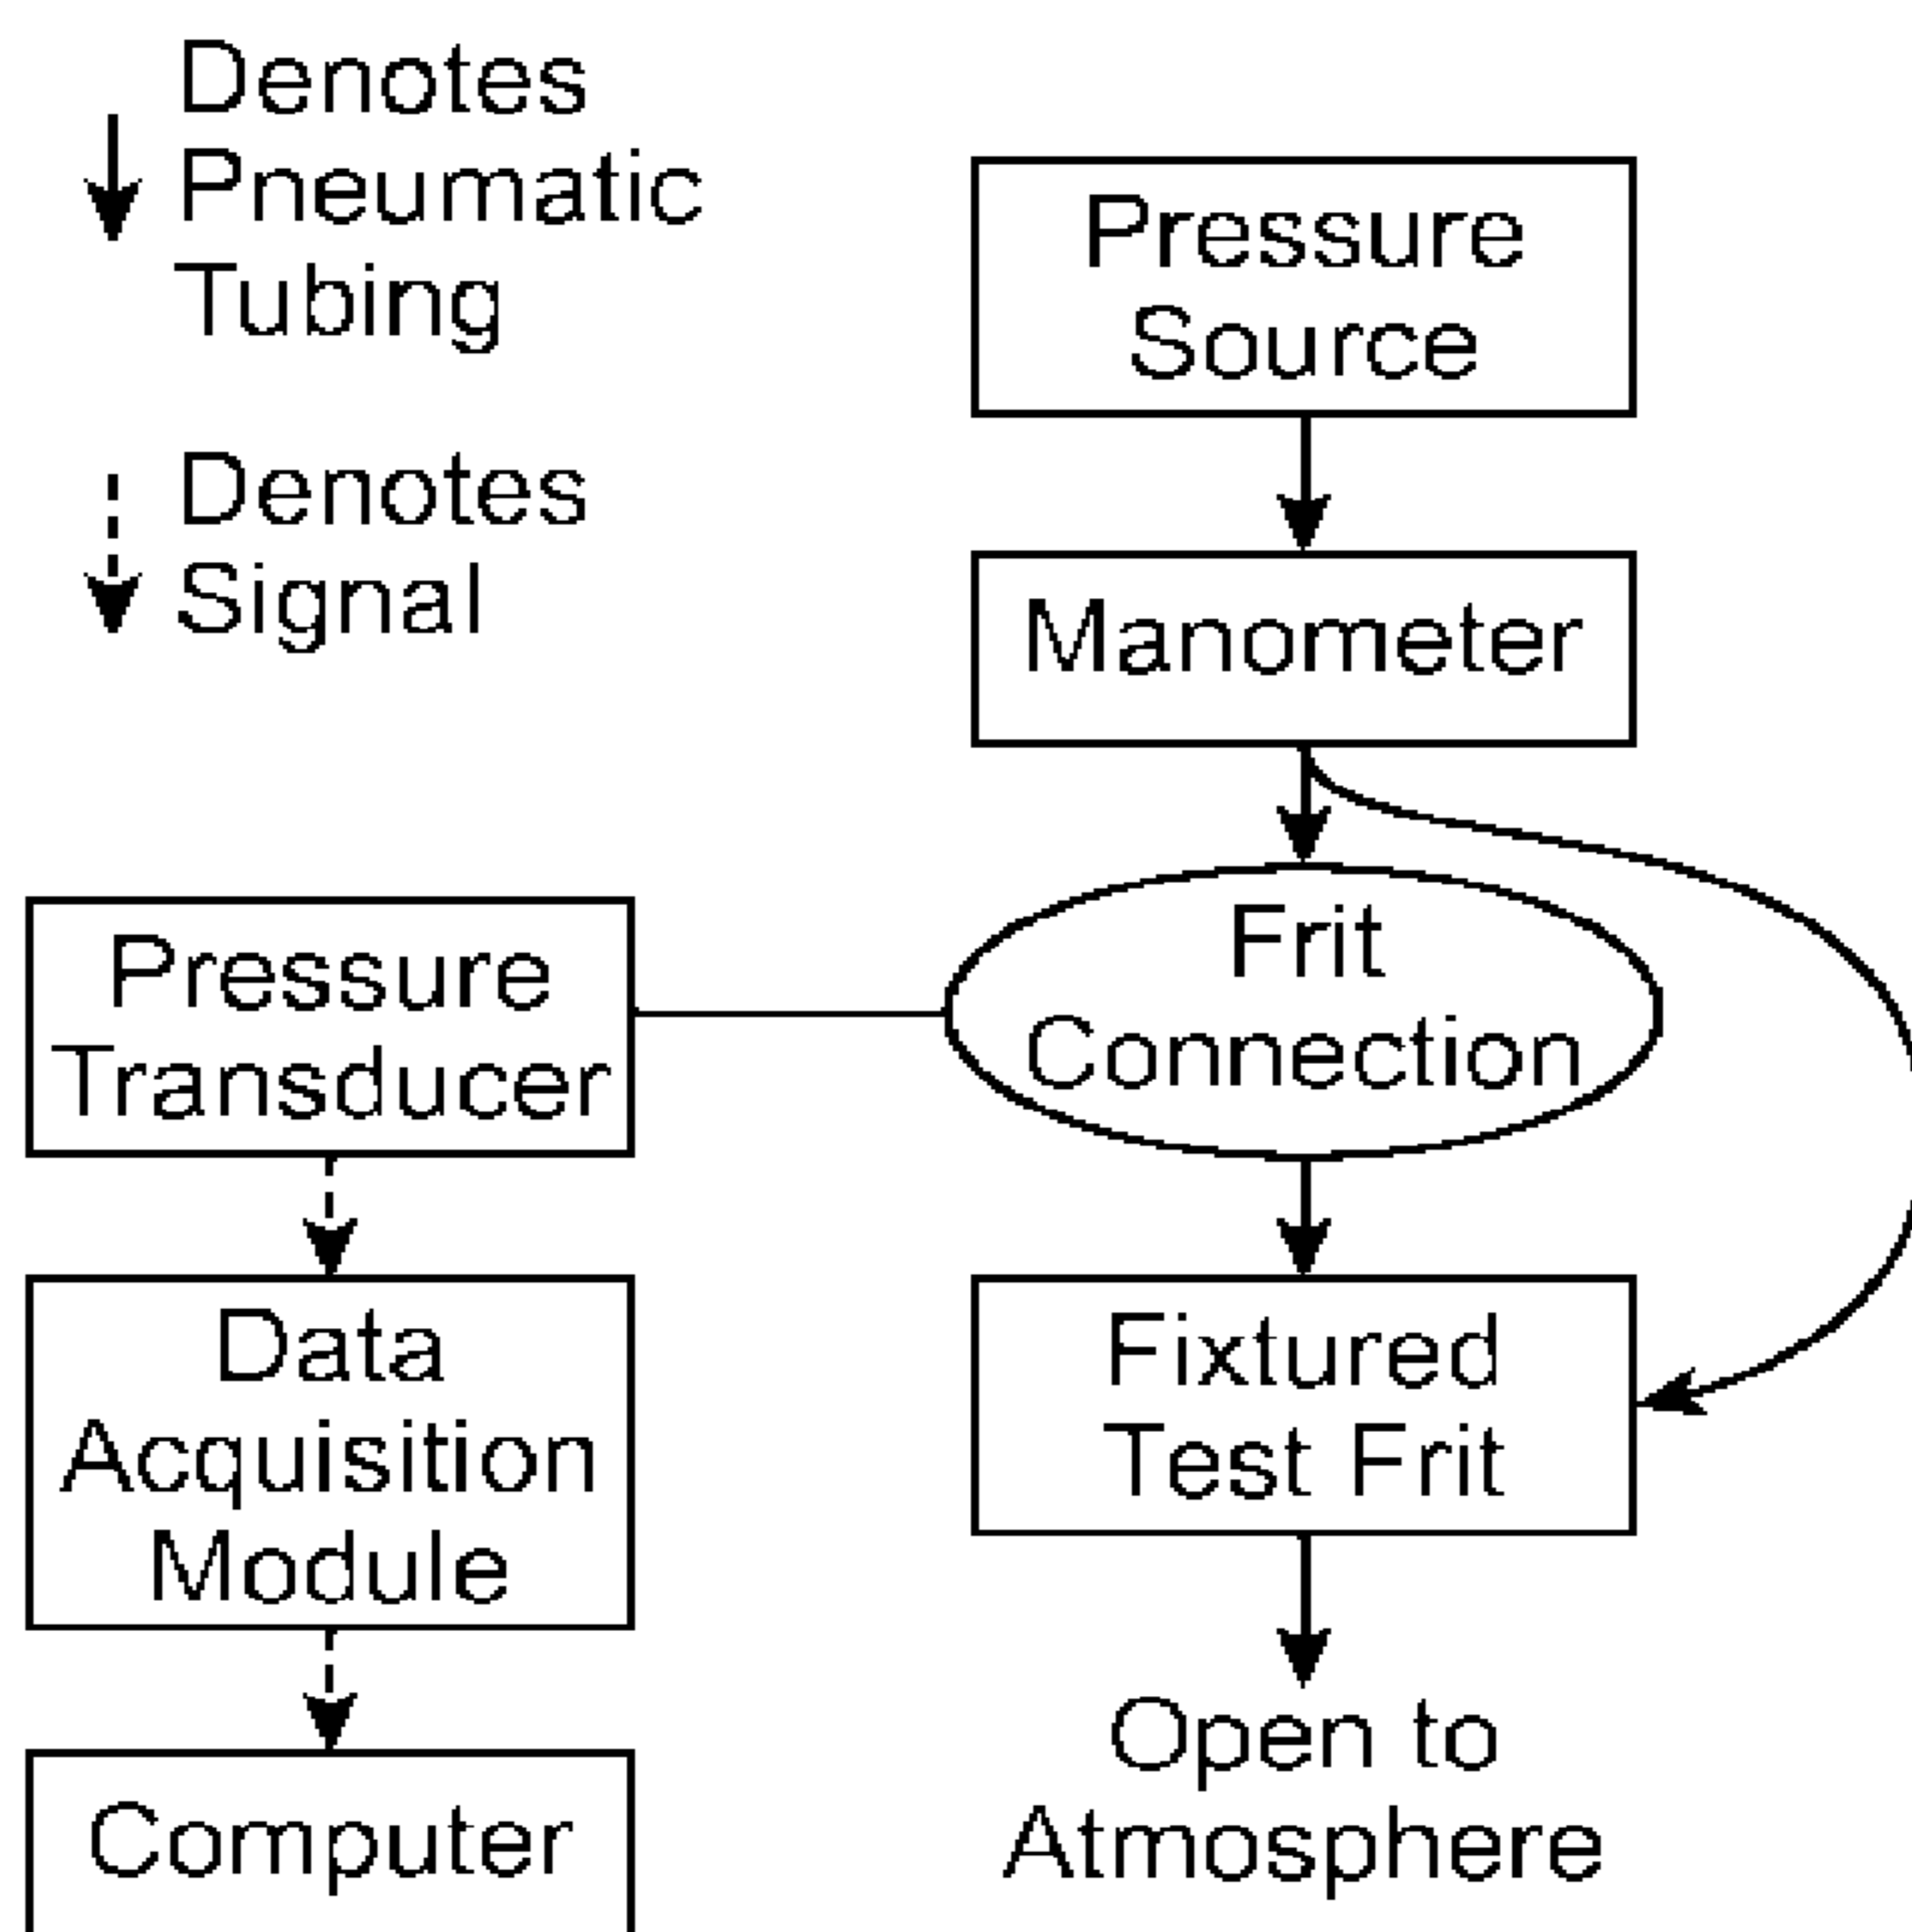 Denotes
Pneumatic
Tubing
Denotes
Signal
Pressure
Source
Manometer
Frit
Connection
Pressure
Transducer
Data
Acquisition
Module
Computer
Fixtured
Test Frit
Open to
Atmosphere